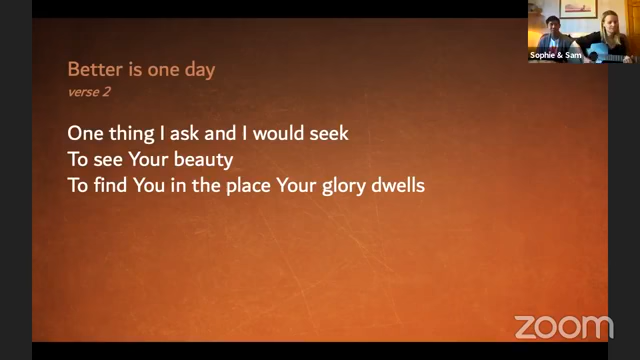 Better is one day
verse 2
One thing I ask and I would seek
To see Your beauty
To find You in the place Your glory dwells
Sophie & Sam
zoom